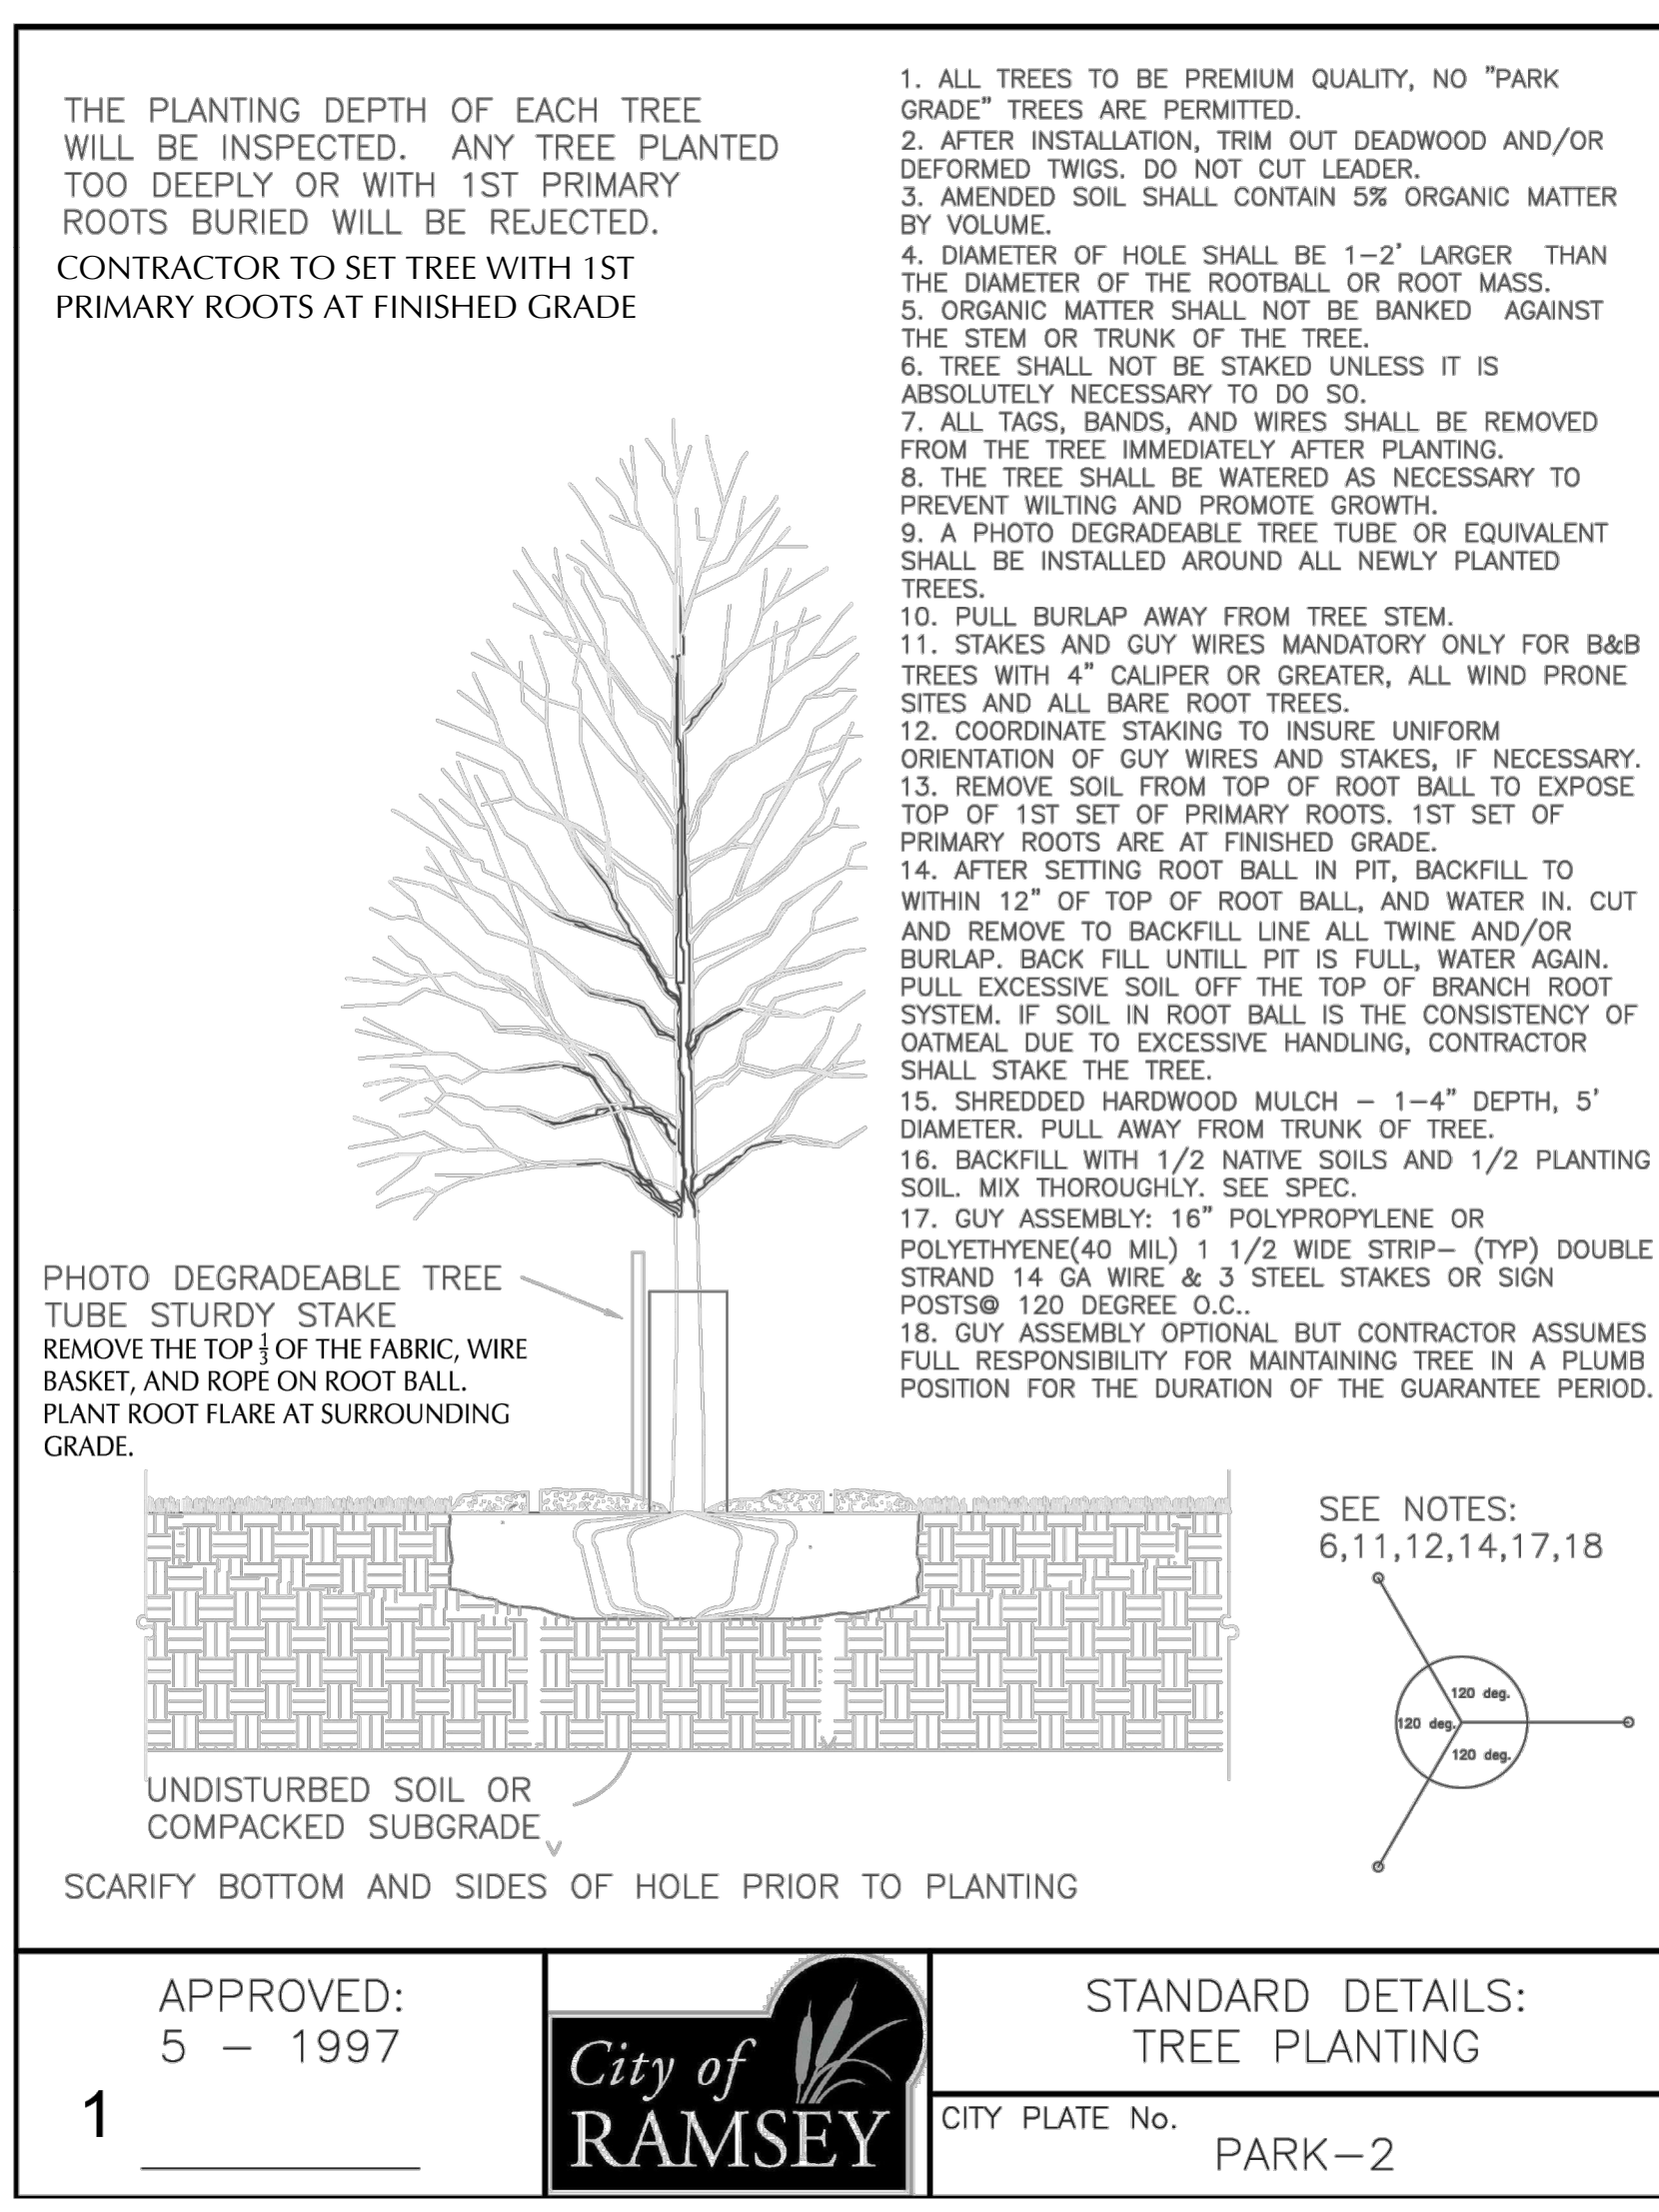 THE PLANTING DEPTH OF EACH TREE
WILL BE INSPECTED. ANY TREE PLANTED
TOO DEEPLY OR WITH 1ST PRIMARY
ROOTS BURIED WILL BE REJECTED.
CONTRACTOR TO SET TREE WITH 1ST
PRIMARY ROOTS AT FINISHED GRADE
1. ALL TREES TO BE PREMIUM QUALITY, NO "PARK
GRADE" TREES ARE PERMITTED.
2. AFTER INSTALLATION, TRIM OUT DEADWOOD AND/OR
DEFORMED TWIGS. DO NOT CUT LEADER.
3. AMENDED SOIL SHALL CONTAIN 5% ORGANIC MATTER
BY VOLUME.
4. DIAMETER OF HOLE SHALL BE 1-2' LARGER THAN
THE DIAMETER OF THE ROOTBALL OR ROOT MASS.
5. ORGANIC MATTER SHALL NOT BE BANKED AGAINST
THE STEM OR TRUNK OF THE TREE.
6. TREE SHALL NOT BE STAKED UNLESS IT IS
ABSOLUTELY NECESSARY TO DO SO.
7. ALL TAGS, BANDS, AND WIRES SHALL BE REMOVED
FROM THE TREE IMMEDIATELY AFTER PLANTING.
8. THE TREE SHALL BE WATERED AS NECESSARY TO
PREVENT WILTING AND PROMOTE GROWTH.
9. A PHOTO DEGRADEABLE TREE TUBE OR EQUIVALENT
SHALL BE INSTALLED AROUND ALL NEWLY PLANTED
TREES.
10. PULL BURLAP AWAY FROM TREE STEM.
11. STAKES AND GUY WIRES MANDATORY ONLY FOR B&B
TREES WITH 4" CALIPER OR GREATER, ALL WIND PRONE
SITES AND ALL BARE ROOT TREES.
12. COORDINATE STAKING TO INSURE UNIFORM
ORIENTATION OF GUY WIRES AND STAKES, IF NECESSARY.
13. REMOVE SOIL FROM TOP OF ROOT BALL TO EXPOSE
TOP OF 1ST SET OF PRIMARY ROOTS. 1ST SET OF
PRIMARY ROOTS ARE AT FINISHED GRADE.
14. AFTER SETTING ROOT BALL IN PIT, BACKFILL TO
WITHIN 12" OF TOP OF ROOT BALL, AND WATER IN. CUT
AND REMOVE TO BACKFILL LINE ALL TWINE AND/OR
BURLAP. BACK FILL UNTILL PIT IS FULL, WATER AGAIN.
PULL EXCESSIVE SOIL OFF THE TOP OF BRANCH ROOT
SYSTEM. IF SOIL IN ROOT BALL IS THE CONSISTENCY OF
OATMEAL DUE TO EXCESSIVE HANDLING, CONTRACTOR
SHALL STAKE THE TREE.
15. SHREDDED HARDWOOD MULCH - 1-4" DEPTH, 5'
DIAMETER. PULL AWAY FROM TRUNK OF TREE.
16. BACKFILL WITH 1/2 NATIVE SOILS AND 1/2 PLANTING
SOIL. MIX THOROUGHLY. SEE SPEC.
17. GUY ASSEMBLY: 16" POLYPROPYLENE OR
POLYETHYENE(40 MIL) 1 1/2 WIDE STRIP- (TYP) DOUBLE
STRAND 14 GA WIRE & 3 STEEL STAKES OR SIGN
POSTS@ 120 DEGREE O.C..
18. GUY ASSEMBLY OPTIONAL BUT CONTRACTOR ASSUMES
FULL RESPONSIBILITY FOR MAINTAINING TREE IN A PLUMB
POSITION FOR THE DURATION OF THE GUARANTEE PERIOD.
PHOTO DEGRADEABLE TREE
TUBE STURDY STAKE
REMOVE THE TOP 1/3 OF THE FABRIC, WIRE
BASKET, AND ROPE ON ROOT BALL.
PLANT ROOT FLARE AT SURROUNDING
GRADE.
SEE NOTES:
6,11,12,14,17,18
120 deg.
120 deg.
120 deg.
UNDISTURBED SOIL OR
COMPACKED SUBGRADE
SCARIFY BOTTOM AND SIDES OF HOLE PRIOR TO PLANTING
APPROVED:
5 - 1997
1
City of
RAMSEY
STANDARD DETAILS:
TREE PLANTING
CITY PLATE No.
PARK-2